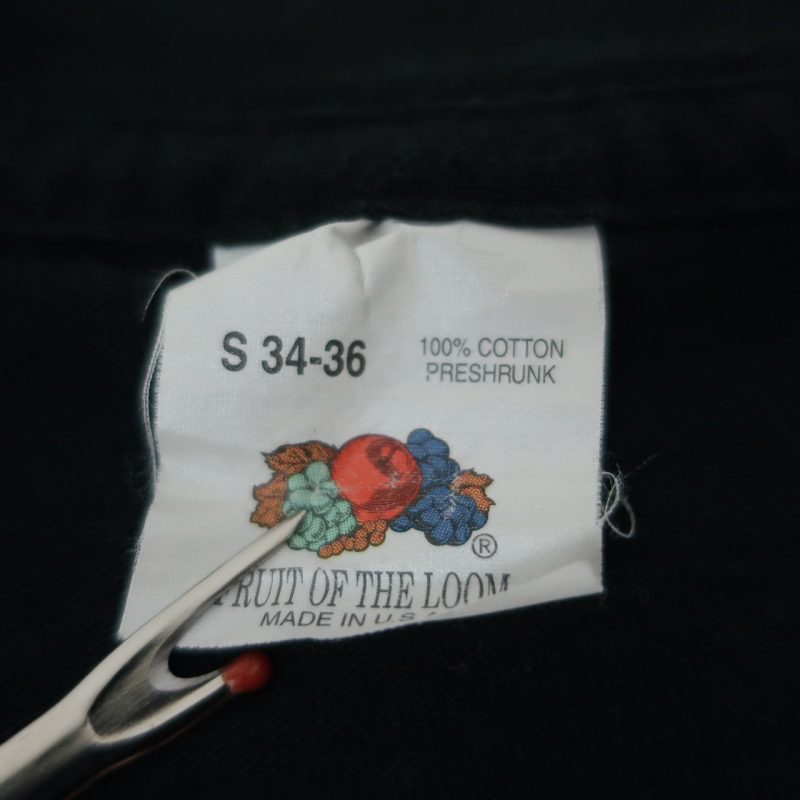 S 34-36
100% COTTON
PRESHRUNK
®
FRUIT OF THE LOOM
MADE IN U.S.A